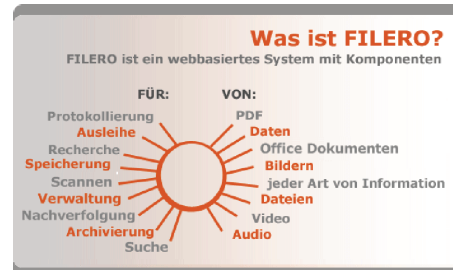 Was ist FILERO?
FILERO ist ein webbasiertes System mit Komponenten
FÜR:
Protokollierung
Ausleihe
Recherche
Speicherung
Scannen
Verwaltung
Nachverfolgung
Archivierung
Suche
VON:
PDF
Daten
Office Dokumenten
Bildern
jeder Art von Information
Dateien
Video
Audio